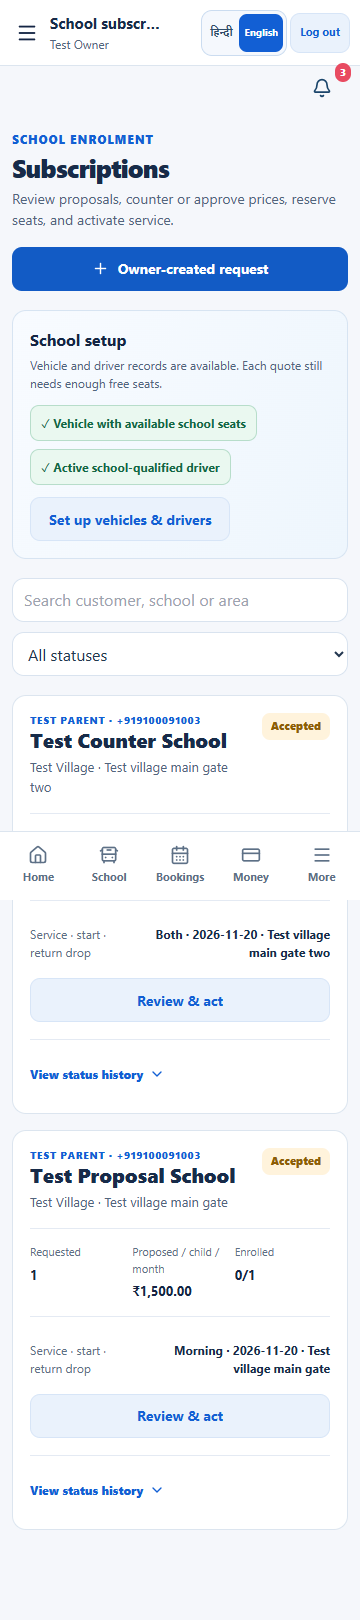 School subscr...
Test Owner
हिन्दी
English
Log out
3
SCHOOL ENROLMENT
Subscriptions
Review proposals, counter or approve prices, reserve
seats, and activate service.
+ Owner-created request
School setup
Vehicle and driver records are available. Each quote still
needs enough free seats.
✓ Vehicle with available school seats
✓ Active school-qualified driver
Set up vehicles & drivers
Search customer, school or area
All statuses
TEST PARENT • +919100091003
Accepted
Test Counter School
Test Village · Test village main gate
two
Home
School
Bookings
Money
More
Service · start ·
return drop
Both · 2026-11-20 · Test village
main gate two
Review & act
View status history
TEST PARENT • +919100091003
Accepted
Test Proposal School
Test Village · Test village main gate
Requested
1
Proposed / child /
month
₹1,500.00
Enrolled
0/1
Service · start ·
return drop
Morning · 2026-11-20 · Test
village main gate
Review & act
View status history